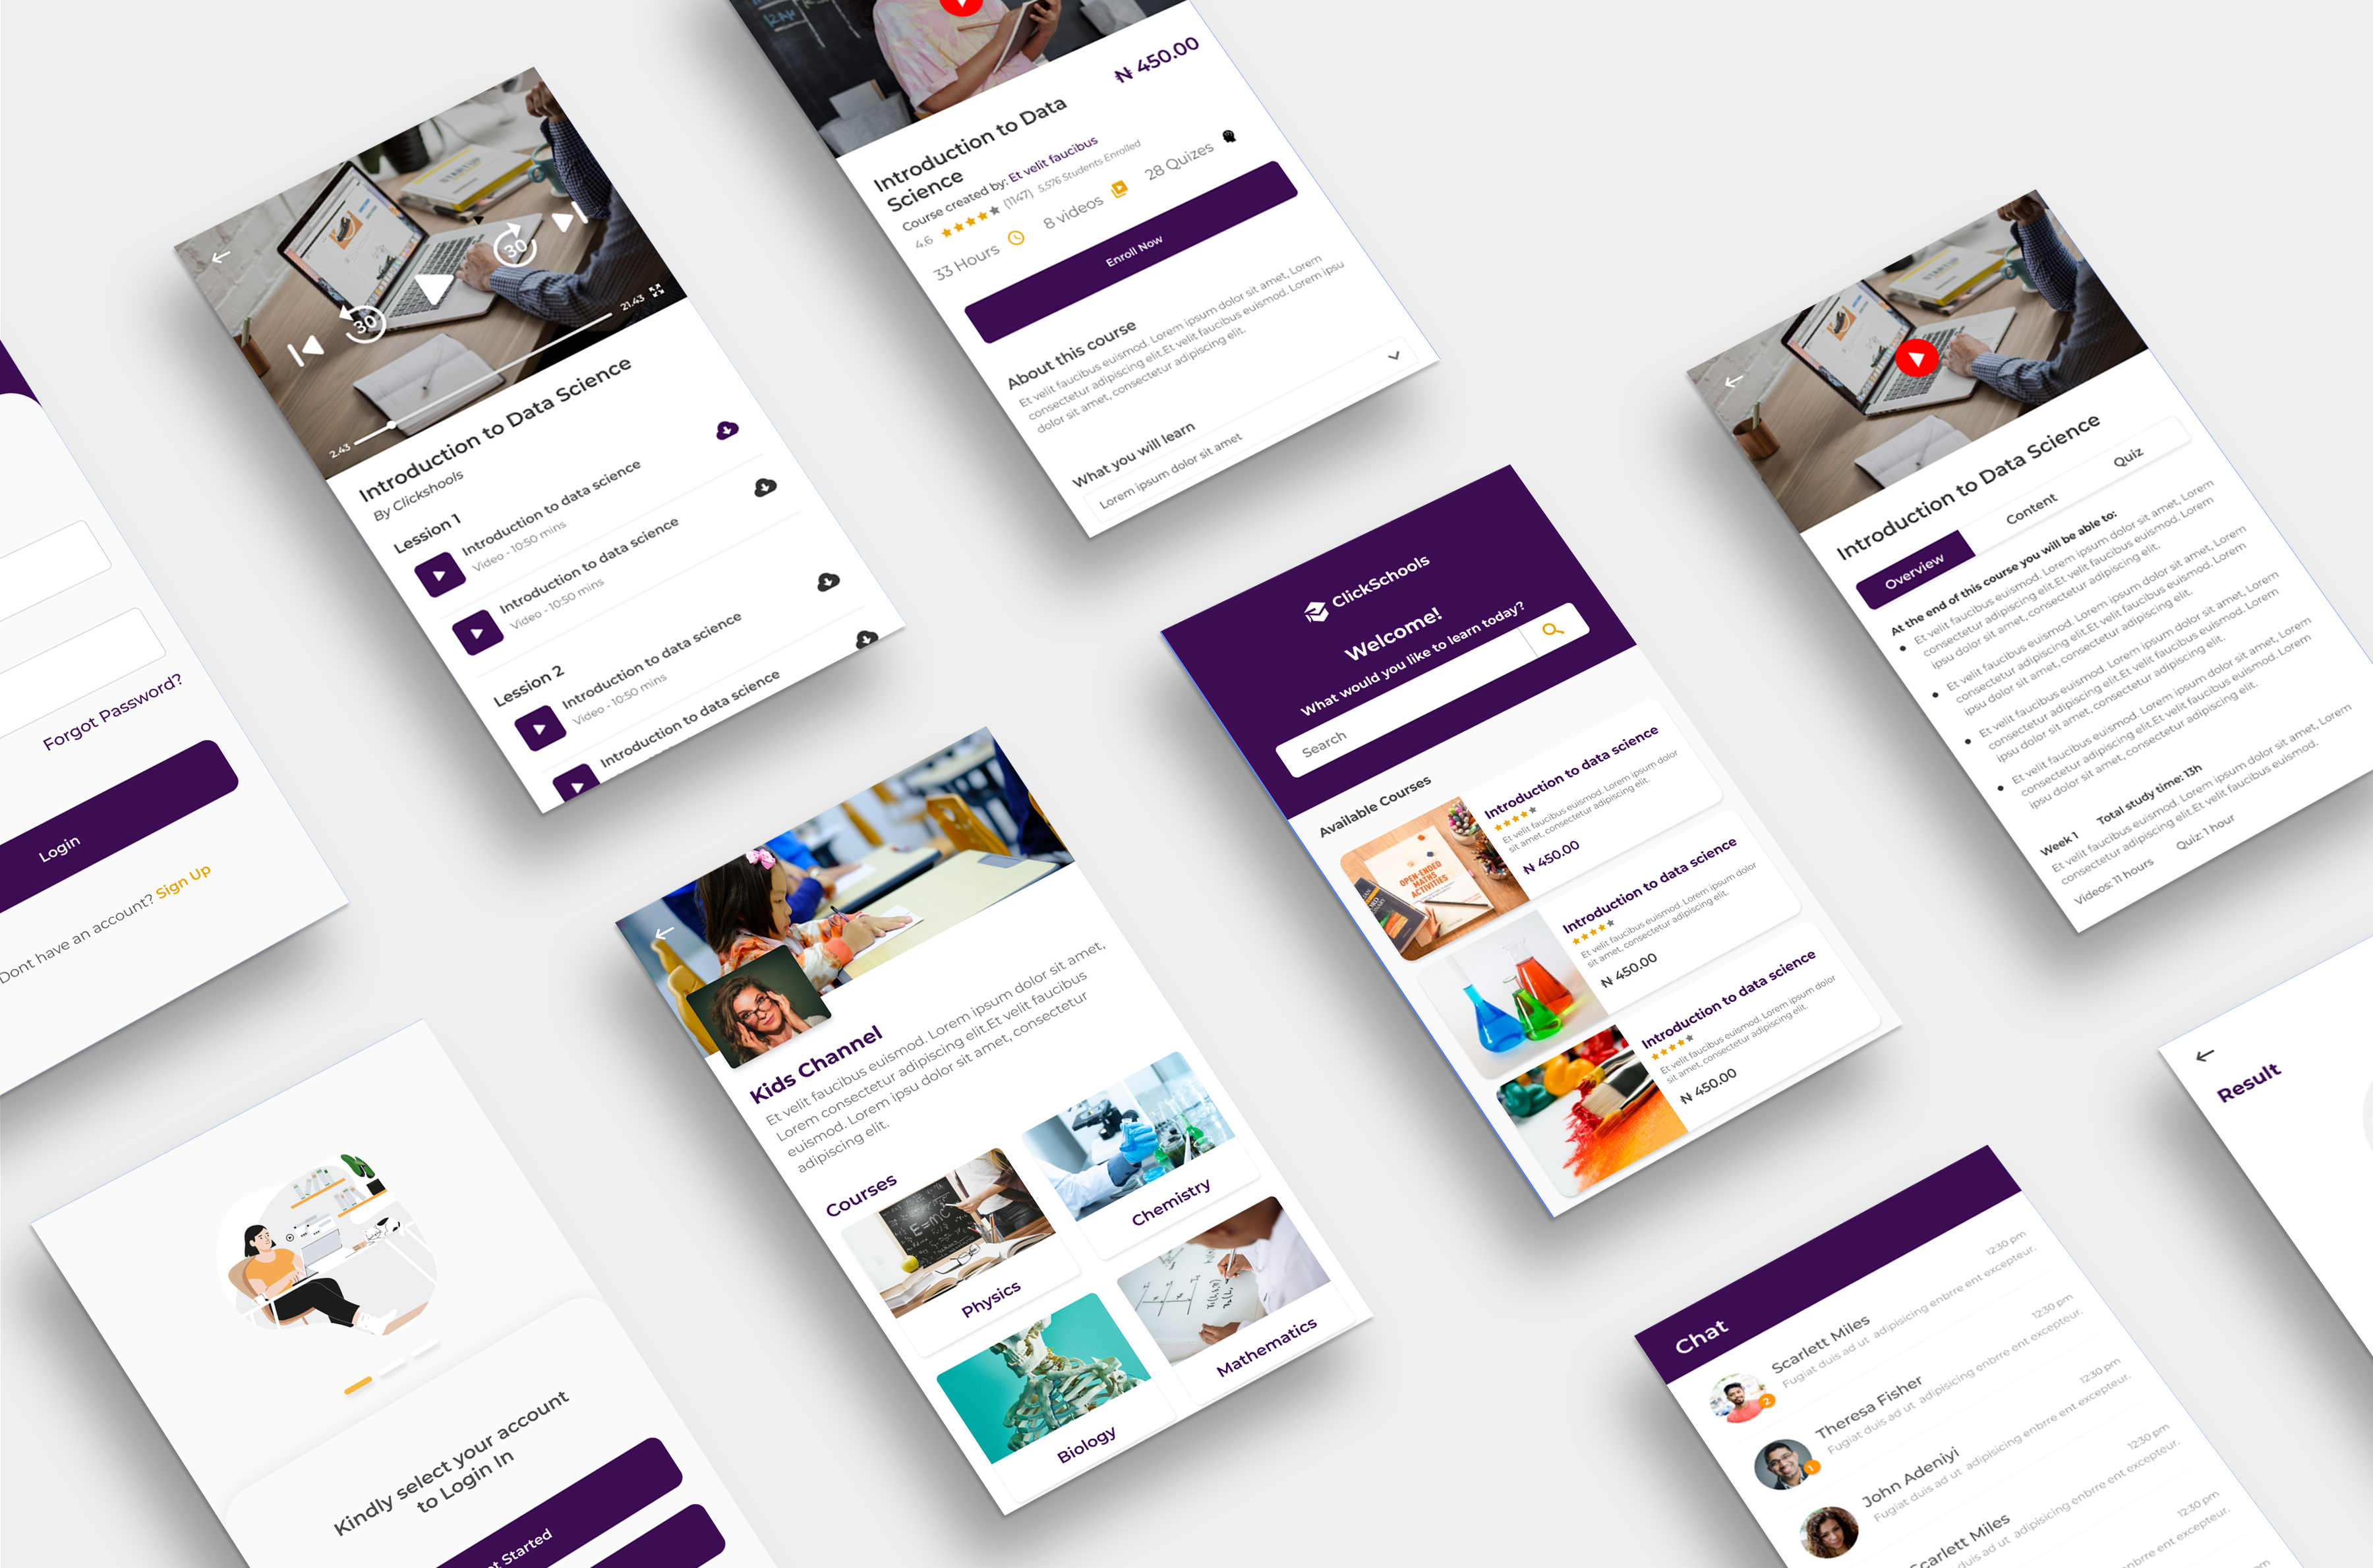 Forgot Password?
Login
Dont have an account? Sign Up
30
30
2:43
21:43
Introduction to Data Science
By Clickshools
Lession 1
Introduction to data science
Video - 10:50 mins
Introduction to data science
Video - 10:50 mins
Lession 2
Introduction to data science
Video - 10:50 mins
Introduction to data science
₦ 450.00
Introduction to Data
Science
Course created by: Et velit faucibus
4.6 (1147) 5,576 Students Enrolled
33 Hours 8 videos 28 Quizes
Enroll Now
About this course
Et velit faucibus euismod. Lorem ipsum dolor sit amet, Lorem
consectetur adipiscing elit.Et velit faucibus euismod. Lorem ipsu
dolor sit amet, consectetur adipiscing elit.
What you will learn
Lorem ipsum dolor sit amet
Introduction to Data Science
Overview Content Quiz
At the end of this course you will be able to:
Et velit faucibus euismod. Lorem ipsum dolor sit amet, Lorem
consectetur adipiscing elit.Et velit faucibus euismod. Lorem
ipsu dolor sit amet, consectetur adipiscing elit.
Et velit faucibus euismod. Lorem ipsum dolor sit amet, Lorem
consectetur adipiscing elit.Et velit faucibus euismod. Lorem
ipsu dolor sit amet, consectetur adipiscing elit.
Et velit faucibus euismod. Lorem ipsum dolor sit amet, Lorem
consectetur adipiscing elit.Et velit faucibus euismod. Lorem
ipsu dolor sit amet, consectetur adipiscing elit.
Et velit faucibus euismod. Lorem ipsum dolor sit amet, Lorem
consectetur adipiscing elit.Et velit faucibus euismod. Lorem
ipsu dolor sit amet, consectetur adipiscing elit.
Week 1 Total study time: 13h
Et velit faucibus euismod. Lorem ipsum dolor sit amet, Lorem
consectetur adipiscing elit.Et velit faucibus euismod.
Videos: 11 hours Quiz: 1 hour
ClickSchools
Welcome!
What would you like to learn today?
Search
Available Courses
OPEN-ENDED
MATHS
ACTIVITIES
Introduction to data science
Et velit faucibus euismod. Lorem ipsum dolor
sit amet, consectetur adipiscing elit.
₦ 450.00
Introduction to data science
Et velit faucibus euismod. Lorem ipsum dolor
sit amet, consectetur adipiscing elit.
₦ 450.00
Introduction to data science
Et velit faucibus euismod. Lorem ipsum dolor
sit amet, consectetur adipiscing elit.
₦ 450.00
Kids Channel
Et velit faucibus euismod. Lorem ipsum dolor sit amet,
Lorem consectetur adipiscing elit.Et velit faucibus
euismod. Lorem ipsu dolor sit amet, consectetur
adipiscing elit.
Courses
E=mc²
Physics
Chemistry
Biology
Mathematics
Kindly select your account
to Login In
t Started
Result
Chat
Scarlett Miles
12:30 pm
Fugiat duis ad ut adipisicing enbrre ent excepteur.
2
Theresa Fisher
12:30 pm
Fugiat duis ad ut adipisicing enbrre ent excepteur.
1
John Adeniyi
12:30 pm
Fugiat duis ad ut adipisicing enbrre ent excepteur.
Scarlett Miles
12:30 pm
duis ad ut adipisicing enbrre ent excepteur.
12:30 pm
enbrre ent excepteur.